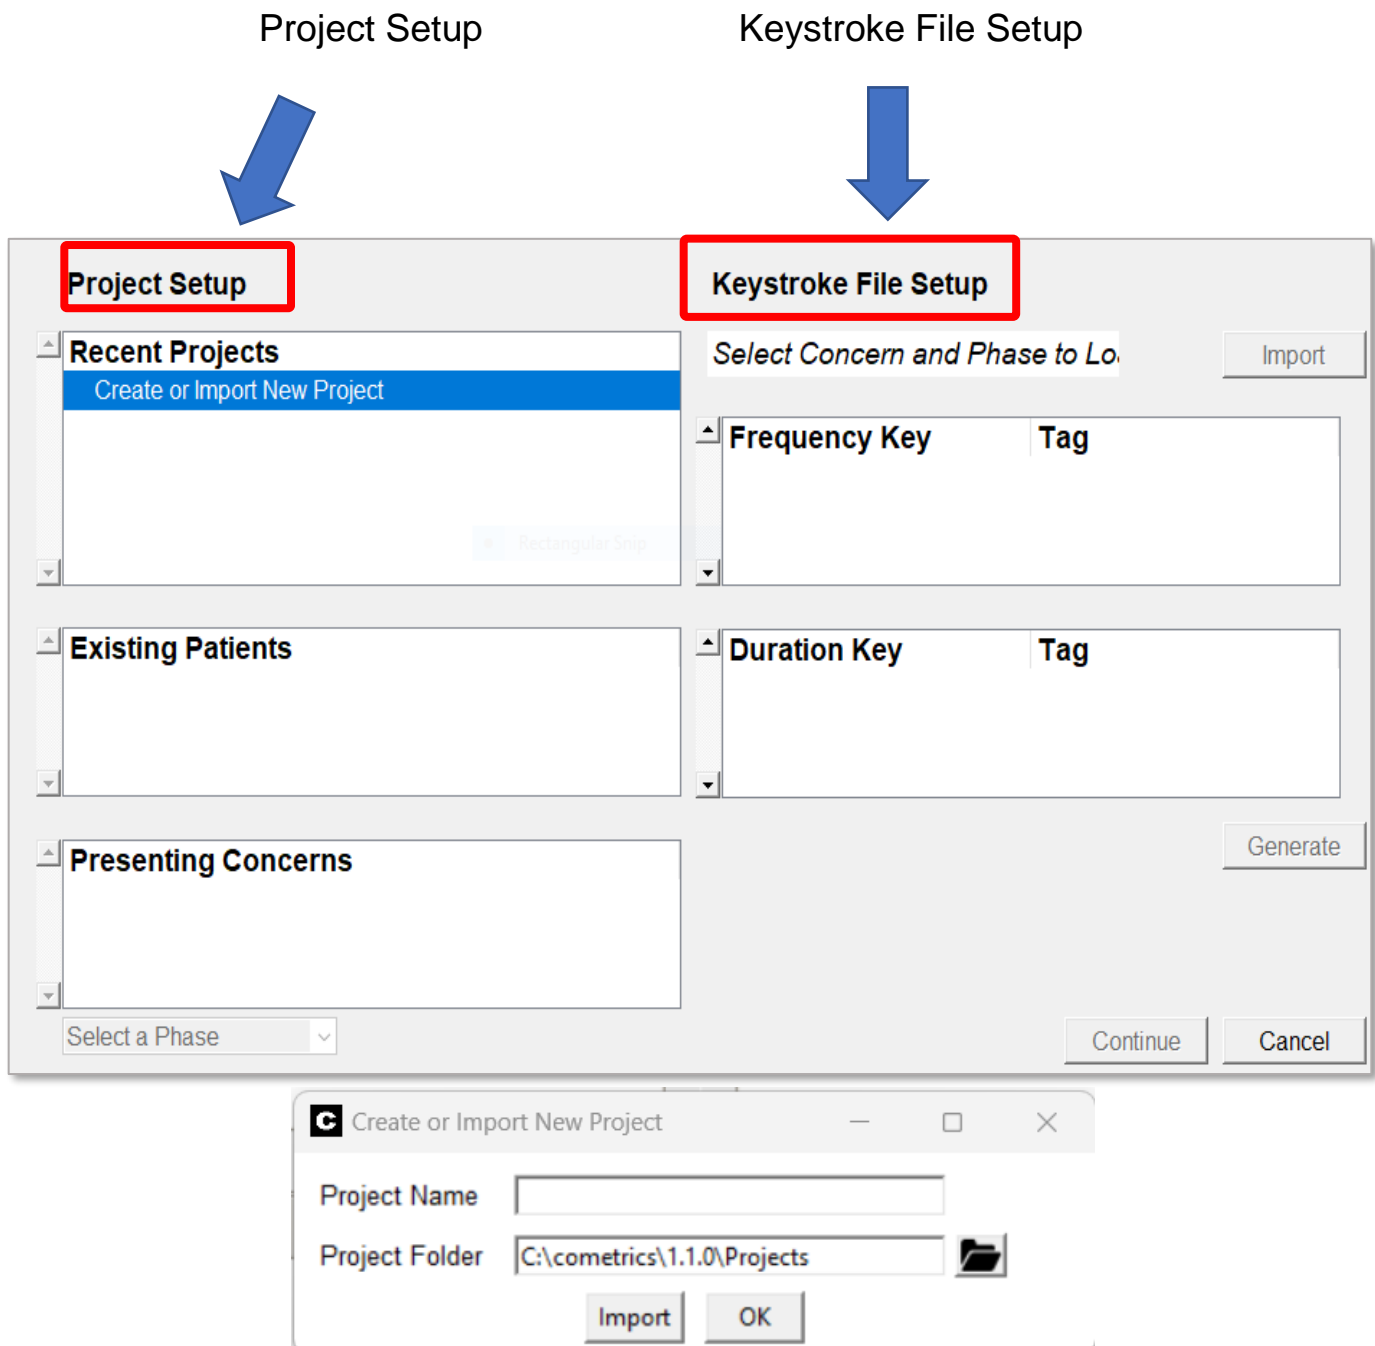 Project Setup
Keystroke File Setup
Project Setup
Keystroke File Setup
Recent Projects
Create or Import New Project
Select Concern and Phase to
Import
Frequency Key Tag
Rectangular Snip
Existing Patients
Duration Key Tag
Presenting Concerns
Generate
Select a Phase
Continue
Cancel
C Create or Import New Project
Project Name
Project Folder C:\cometrics\1.1.0\Projects
Import OK